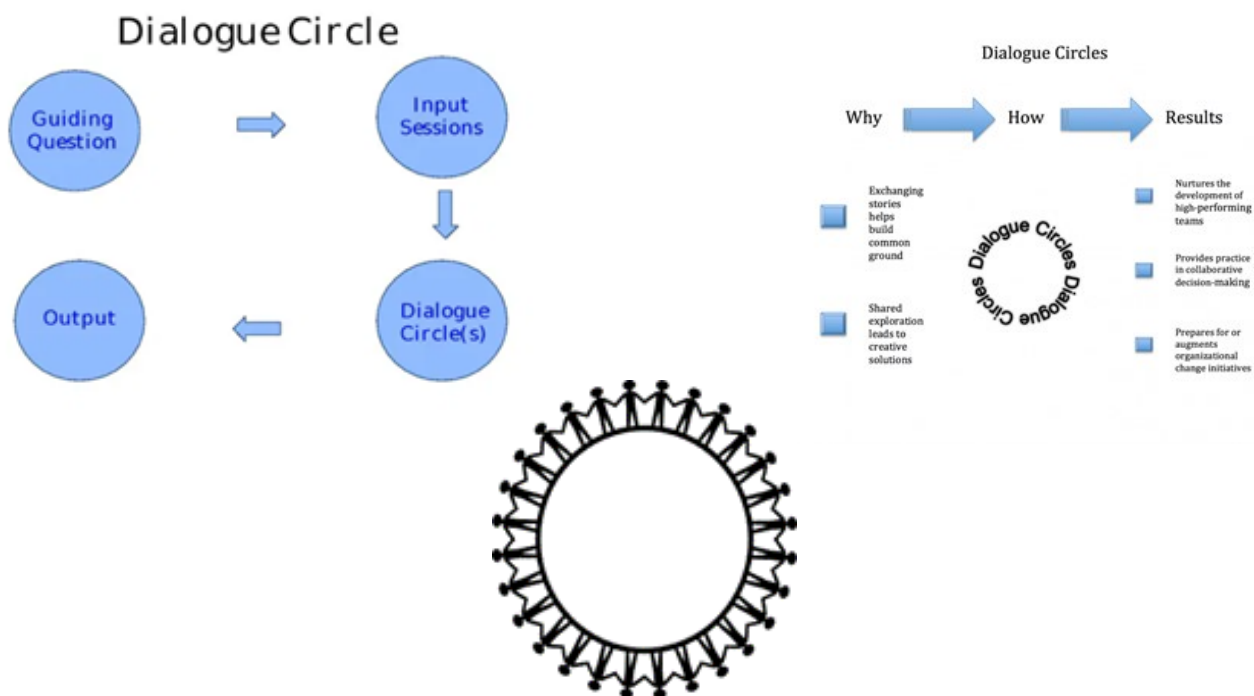 Dialogue Circle
Guiding
Question
Input
Sessions
Output
Dialogue
Circle(s)
Dialogue Circles
Why
How
Results
Exchanging
stories
helps
build
common
ground
Shared
exploration
leads to
creative
solutions
Dialogue Circles Dialogue Circles
Nurtures the
development of
high-performing
teams
Provides practice
in collaborative
decision-making
Prepares for or
augments
organizational
change initiatives